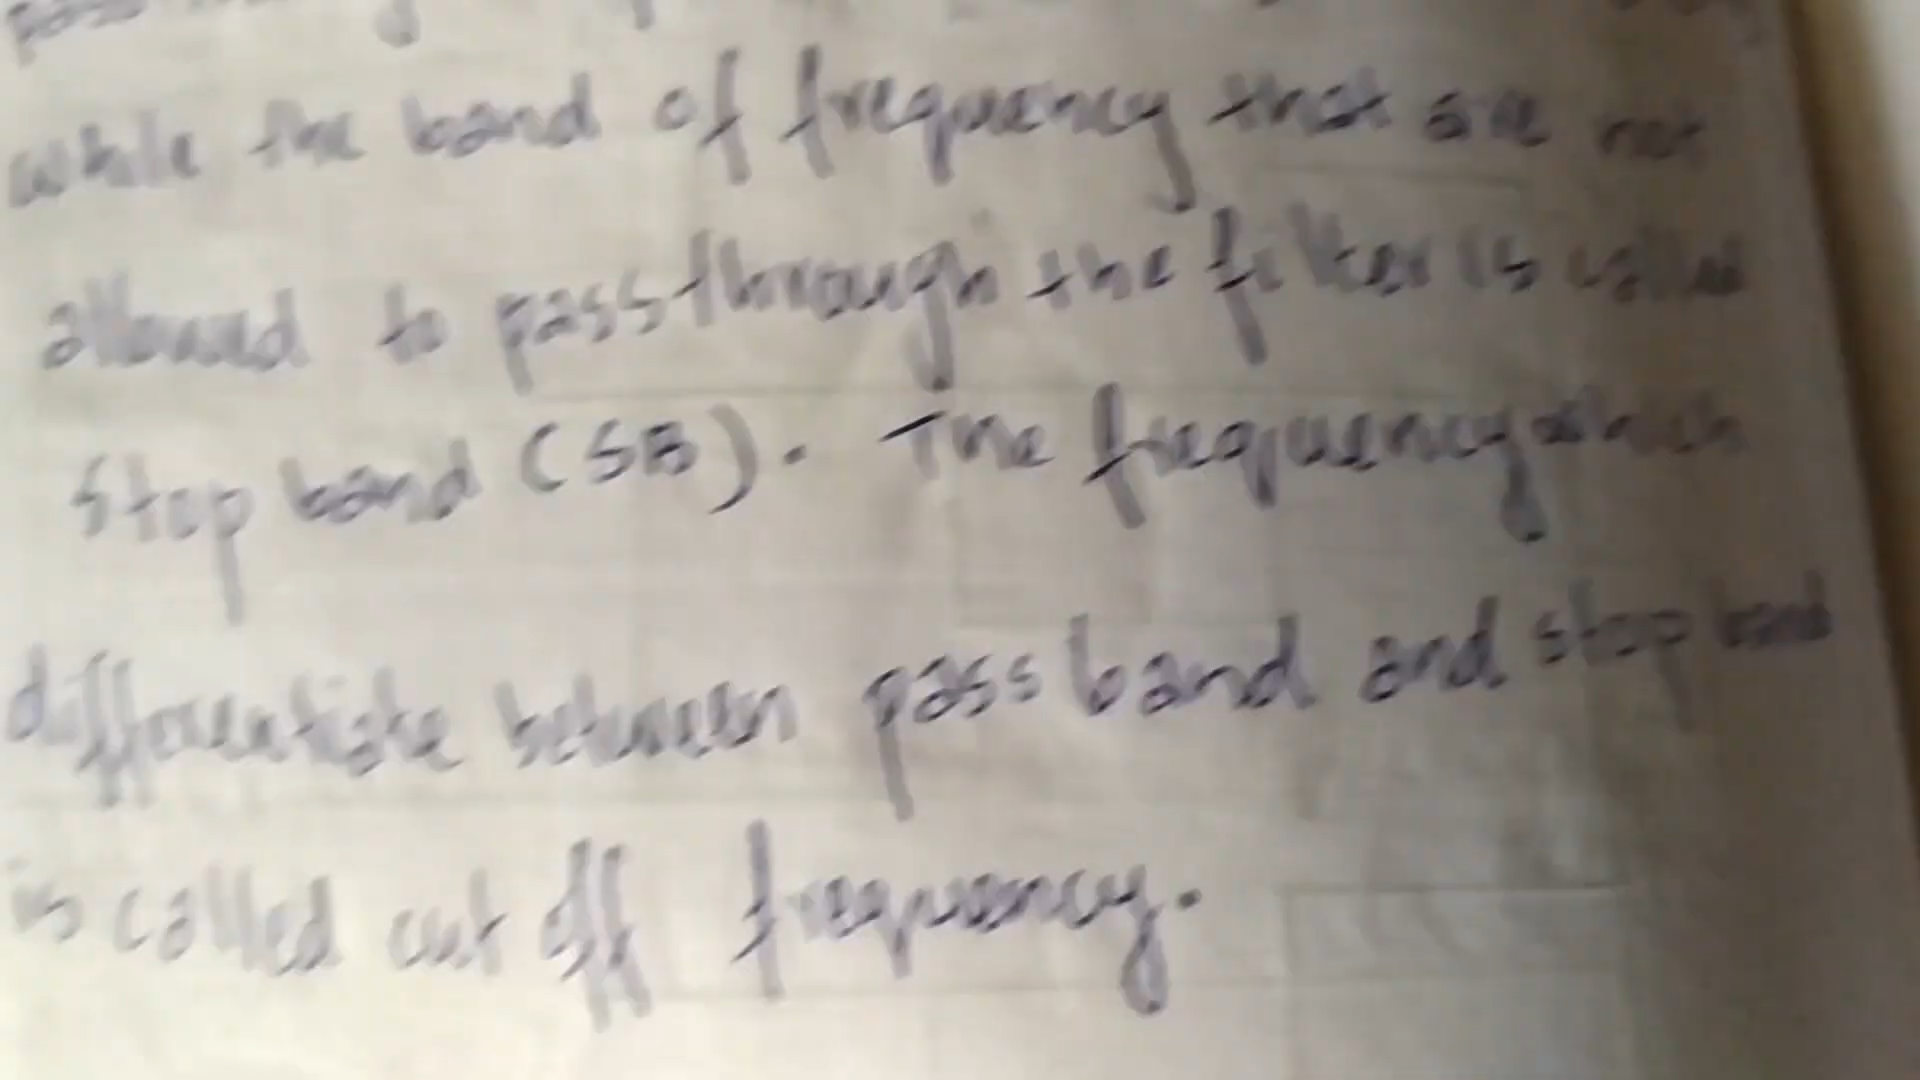 while the band of frequency that are not
allowed to pass through the filter is called
stop band (SB). The frequency which
differentiate between pass band and stop band
is called cut off frequency.